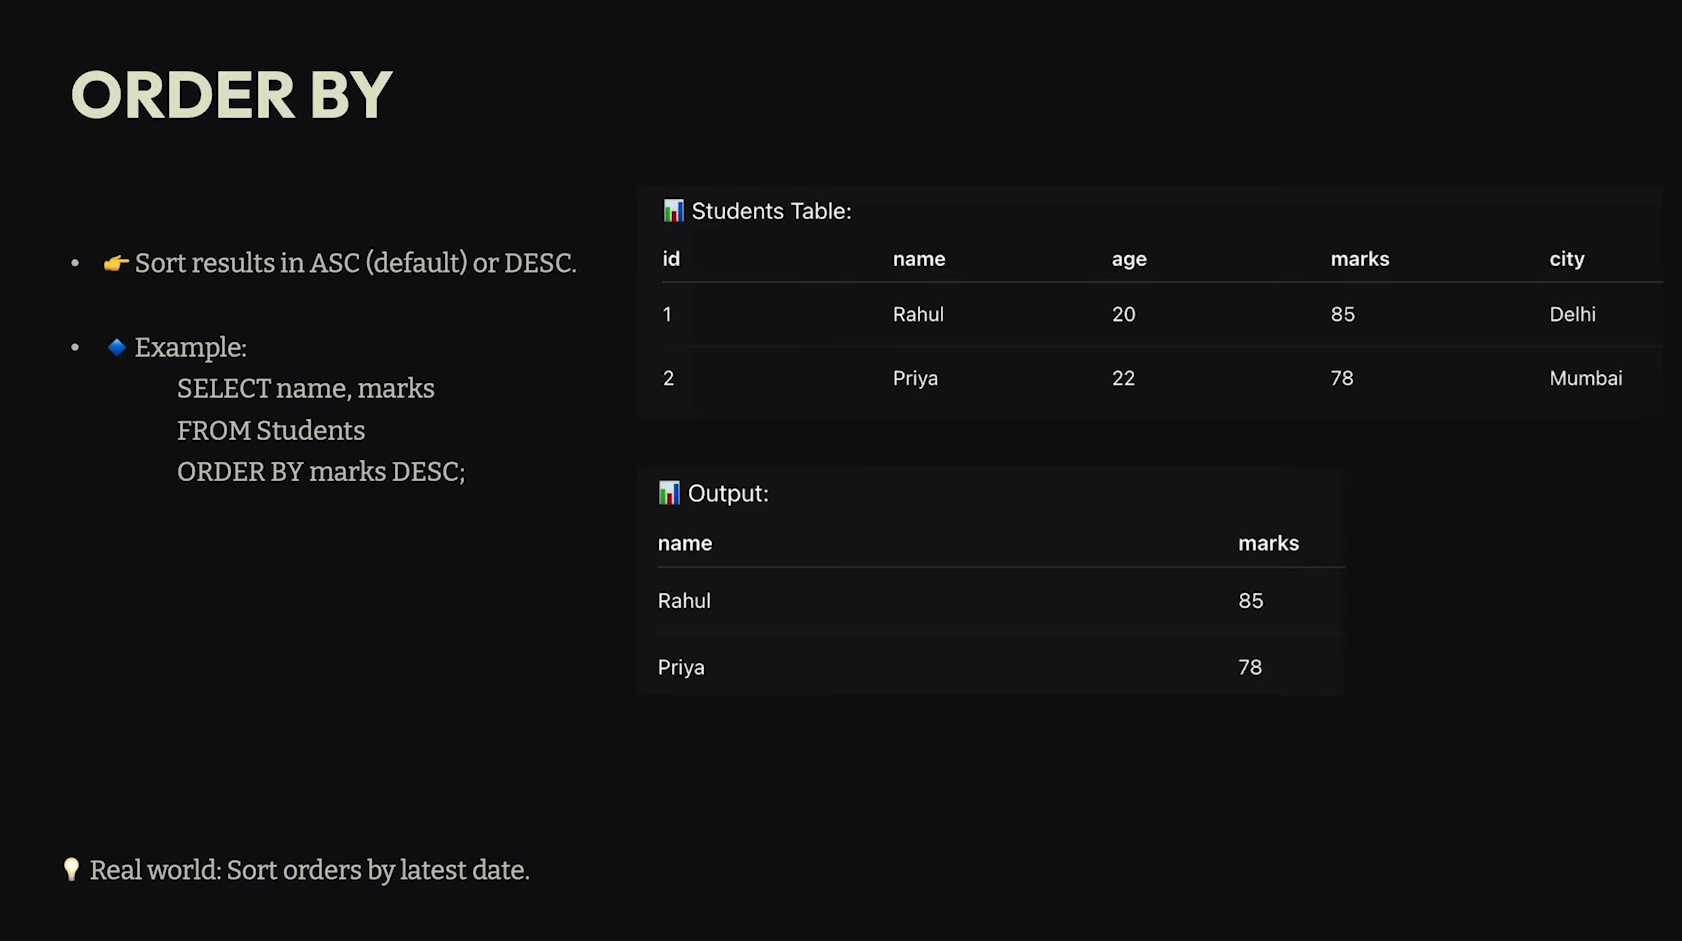 ORDER BY
• 👉 Sort results in ASC (default) or DESC.
• 🔷 Example:
SELECT name, marks
FROM Students
ORDER BY marks DESC;
📊 Students Table:
id name age marks city
1 Rahul 20 85 Delhi
2 Priya 22 78 Mumbai
📊 Output:
name marks
Rahul 85
Priya 78
💡 Real world: Sort orders by latest date.